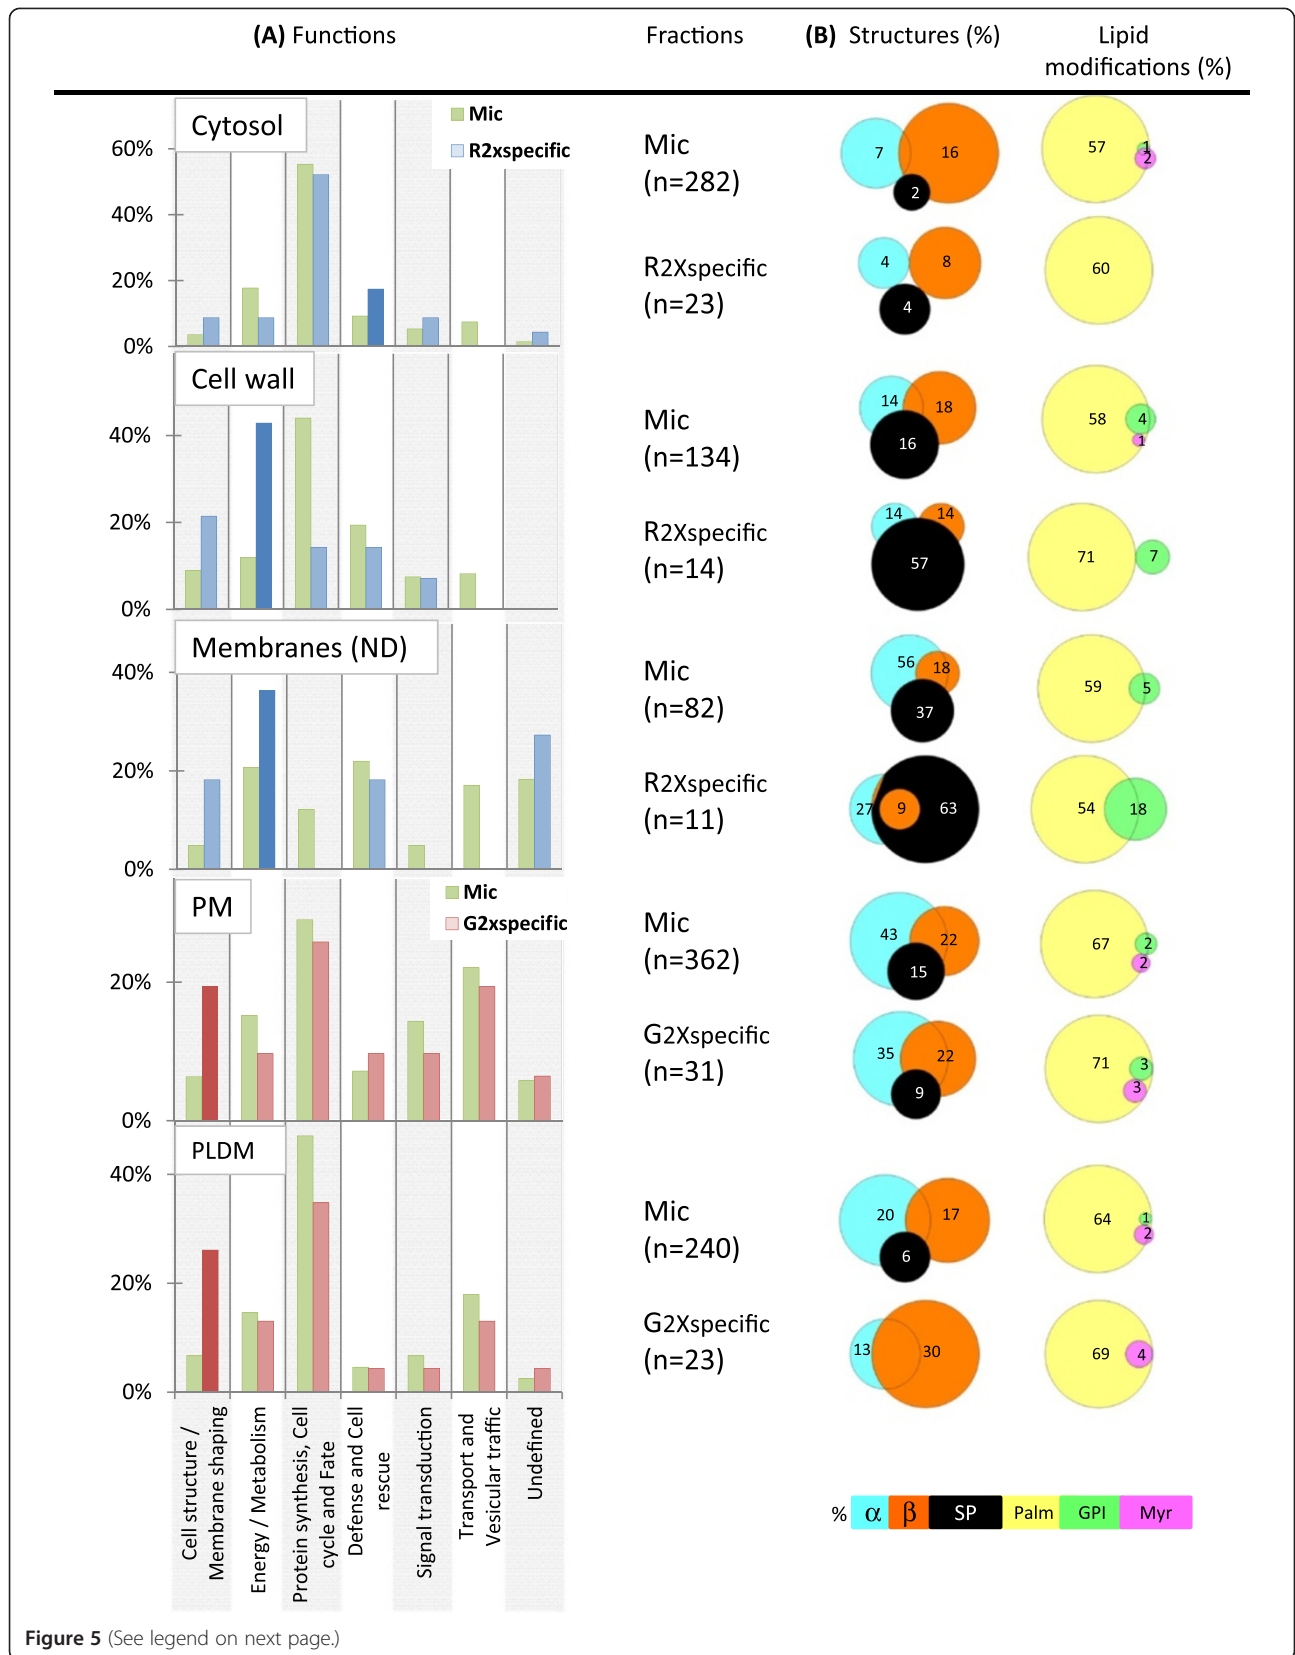 (A) Functions
Fractions
(B) Structures (%)
Lipid
modifications (%)
Cytosol
Mic
R2xspecific
60%
40%
20%
0%
Mic
(n=282)
7
16
2
57
1
2
R2Xspecific
(n=23)
4
8
4
60
Cell wall
40%
20%
0%
Mic
(n=134)
14
18
16
58
4
1
R2Xspecific
(n=14)
14
14
57
71
7
Membranes (ND)
40%
20%
0%
Mic
(n=82)
56
18
37
59
5
R2Xspecific
(n=11)
27
9
63
54
18
PM
Mic
G2xspecific
20%
0%
Mic
(n=362)
43
22
15
67
2
2
G2Xspecific
(n=31)
35
22
9
71
3
3
PLDM
40%
20%
0%
Mic
(n=240)
20
17
6
64
1
2
G2Xspecific
(n=23)
13
30
69
4
Cell structure /
Membrane shaping
Energy / Metabolism
Protein synthesis, Cell
cycle and Fate
Defense and Cell
rescue
Signal transduction
Transport and
Vesicular traffic
Undefined
% α β SP Palm GPI Myr
Figure 5 (See legend on next page.)